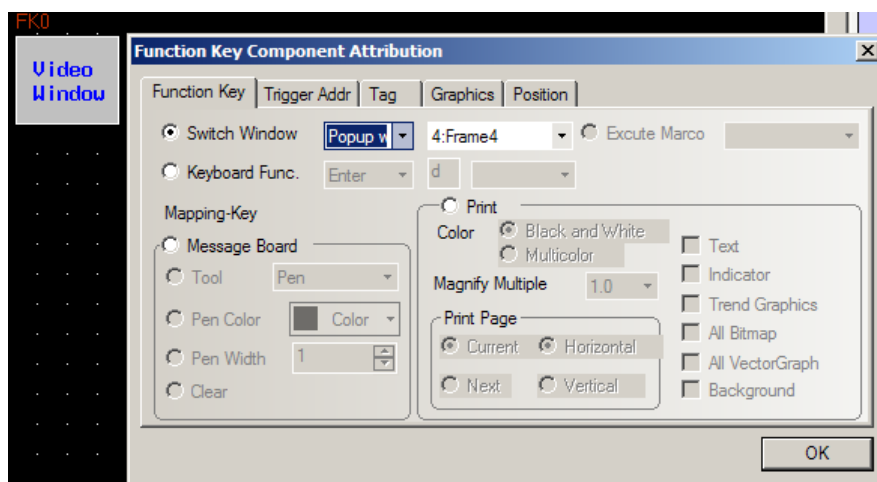 FK0
Video
Window
Function Key Component Attribution
Function Key Trigger Addr Tag Graphics Position
Switch Window Popup w 4:Frame4 Excute Marco
Keyboard Func. Enter d
Mapping-Key
Message Board
Tool Pen
Pen Color Color
Pen Width 1
Clear
Print
Color Black and White
Multicolor
Magnify Multiple 1.0
Print Page
Current Horizontal
Next Vertical
Text
Indicator
Trend Graphics
All Bitmap
All VectorGraph
Background
OK